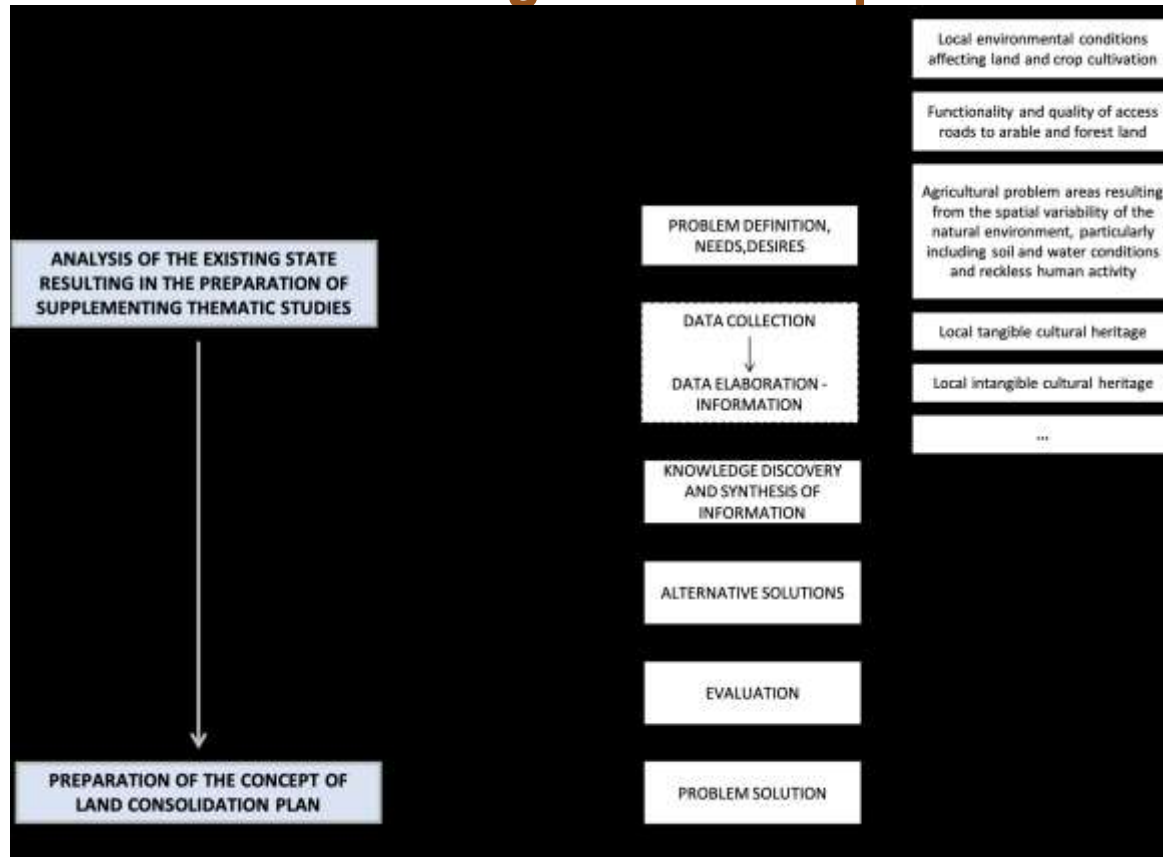 ANALYSIS OF THE EXISTING STATE
RESULTING IN THE PREPARATION OF
SUPPLEMENTING THEMATIC STUDIES
PREPARATION OF THE CONCEPT OF
LAND CONSOLIDATION PLAN
PROBLEM DEFINITION,
NEEDS,DESIRES
DATA COLLECTION
DATA ELABORATION -
INFORMATION
KNOWLEDGE DISCOVERY
AND SYNTHESIS OF
INFORMATION
ALTERNATIVE SOLUTIONS
EVALUATION
PROBLEM SOLUTION
Local environmental conditions
affecting land and crop cultivation
Functionality and quality of access
roads to arable and forest land
Agricultural problem areas resulting
from the spatial variability of the
natural environment, particularly
including soil and water conditions
and reckless human activity
Local tangible cultural heritage
Local intangible cultural heritage
...